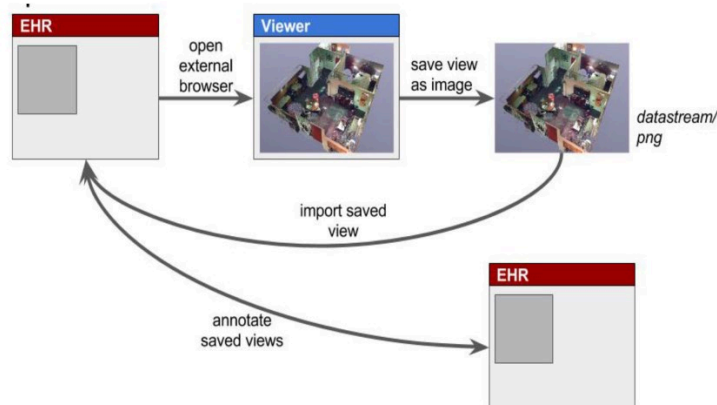 EHR
Viewer
open
external
browser
save view
as image
datastream/
png
import saved
view
EHR
annotate
saved views